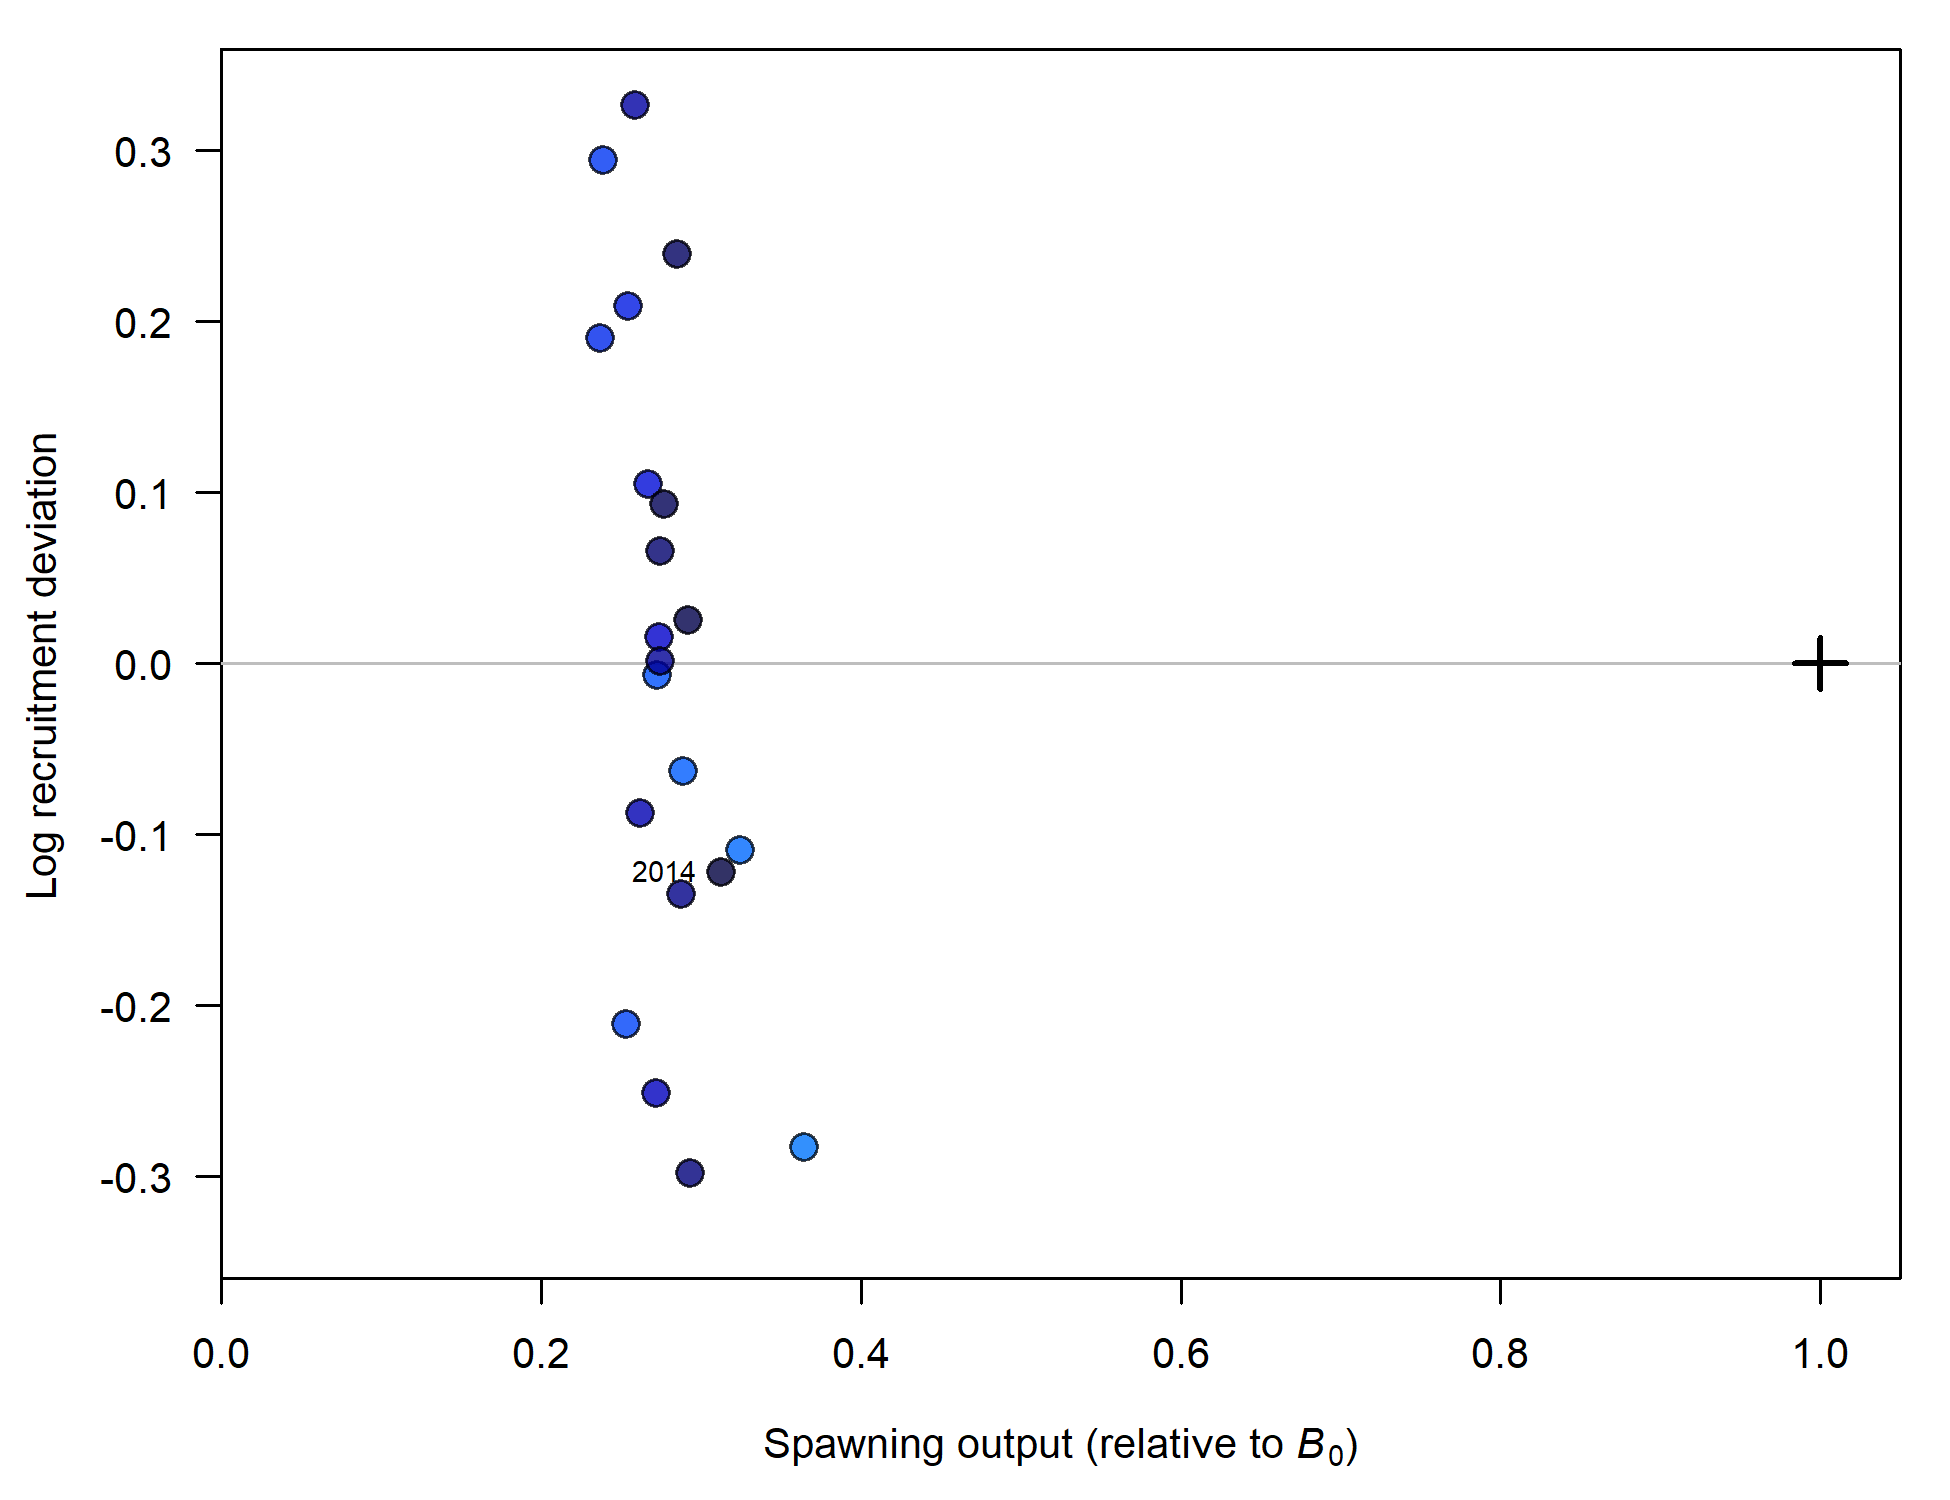 Log recruitment deviation
0.3
0.2
0.1
0.0
-0.1
-0.2
-0.3
2014
0.0 0.2 0.4 0.6 0.8 1.0
Spawning output (relative to B₀)